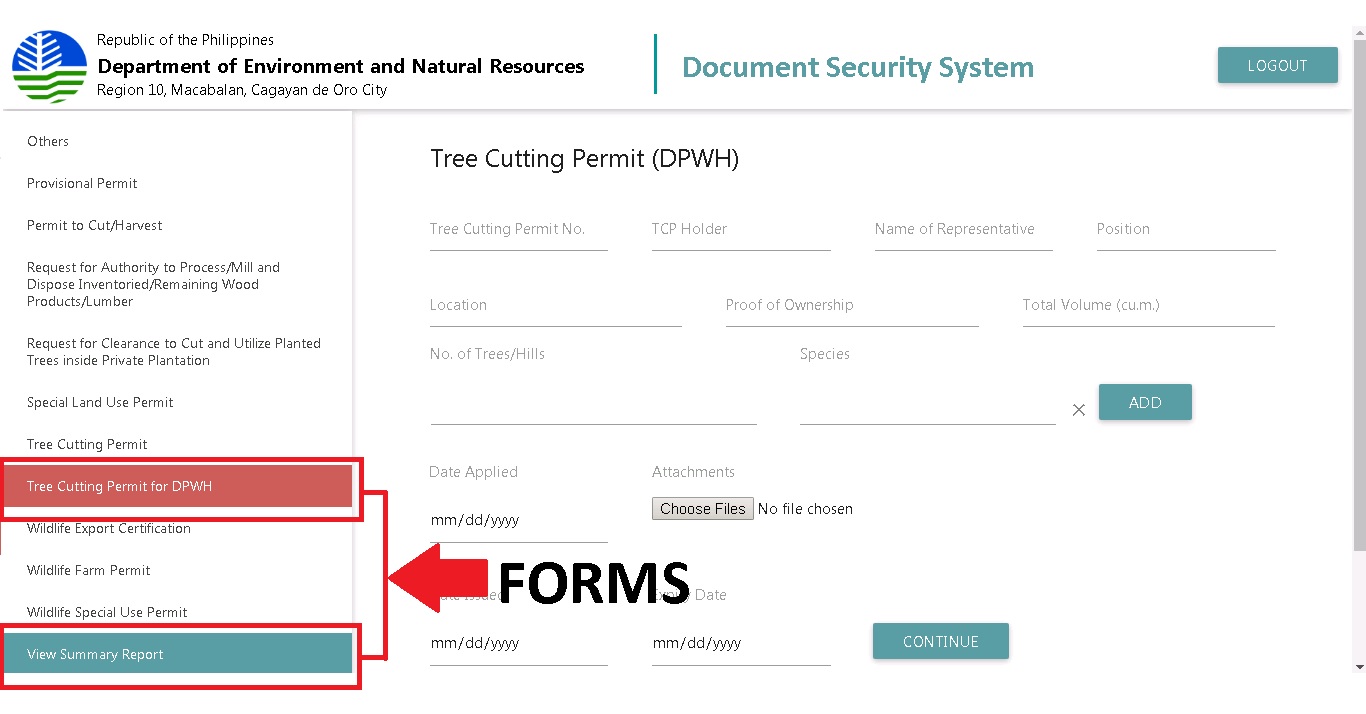 Republic of the Philippines
Department of Environment and Natural Resources
Region 10, Macabalan, Cagayan de Oro City
Document Security System
LOGOUT
Others
Provisional Permit
Permit to Cut/Harvest
Request for Authority to Process/Mill and
Dispose Inventoried/Remaining Wood
Products/Lumber
Request for Clearance to Cut and Utilize Planted
Trees inside Private Plantation
Special Land Use Permit
Tree Cutting Permit
Tree Cutting Permit for DPWH
Wildlife Export Certification
Wildlife Farm Permit
Wildlife Special Use Permit
View Summary Report
Tree Cutting Permit (DPWH)
Tree Cutting Permit No. TCP Holder Name of Representative Position
Location Proof of Ownership Total Volume (cu.m.)
No. of Trees/Hills Species
ADD
Date Applied Attachments
Choose Files No file chosen
mm/dd/yyyy
FORMS
Date
mm/dd/yyyy mm/dd/yyyy CONTINUE